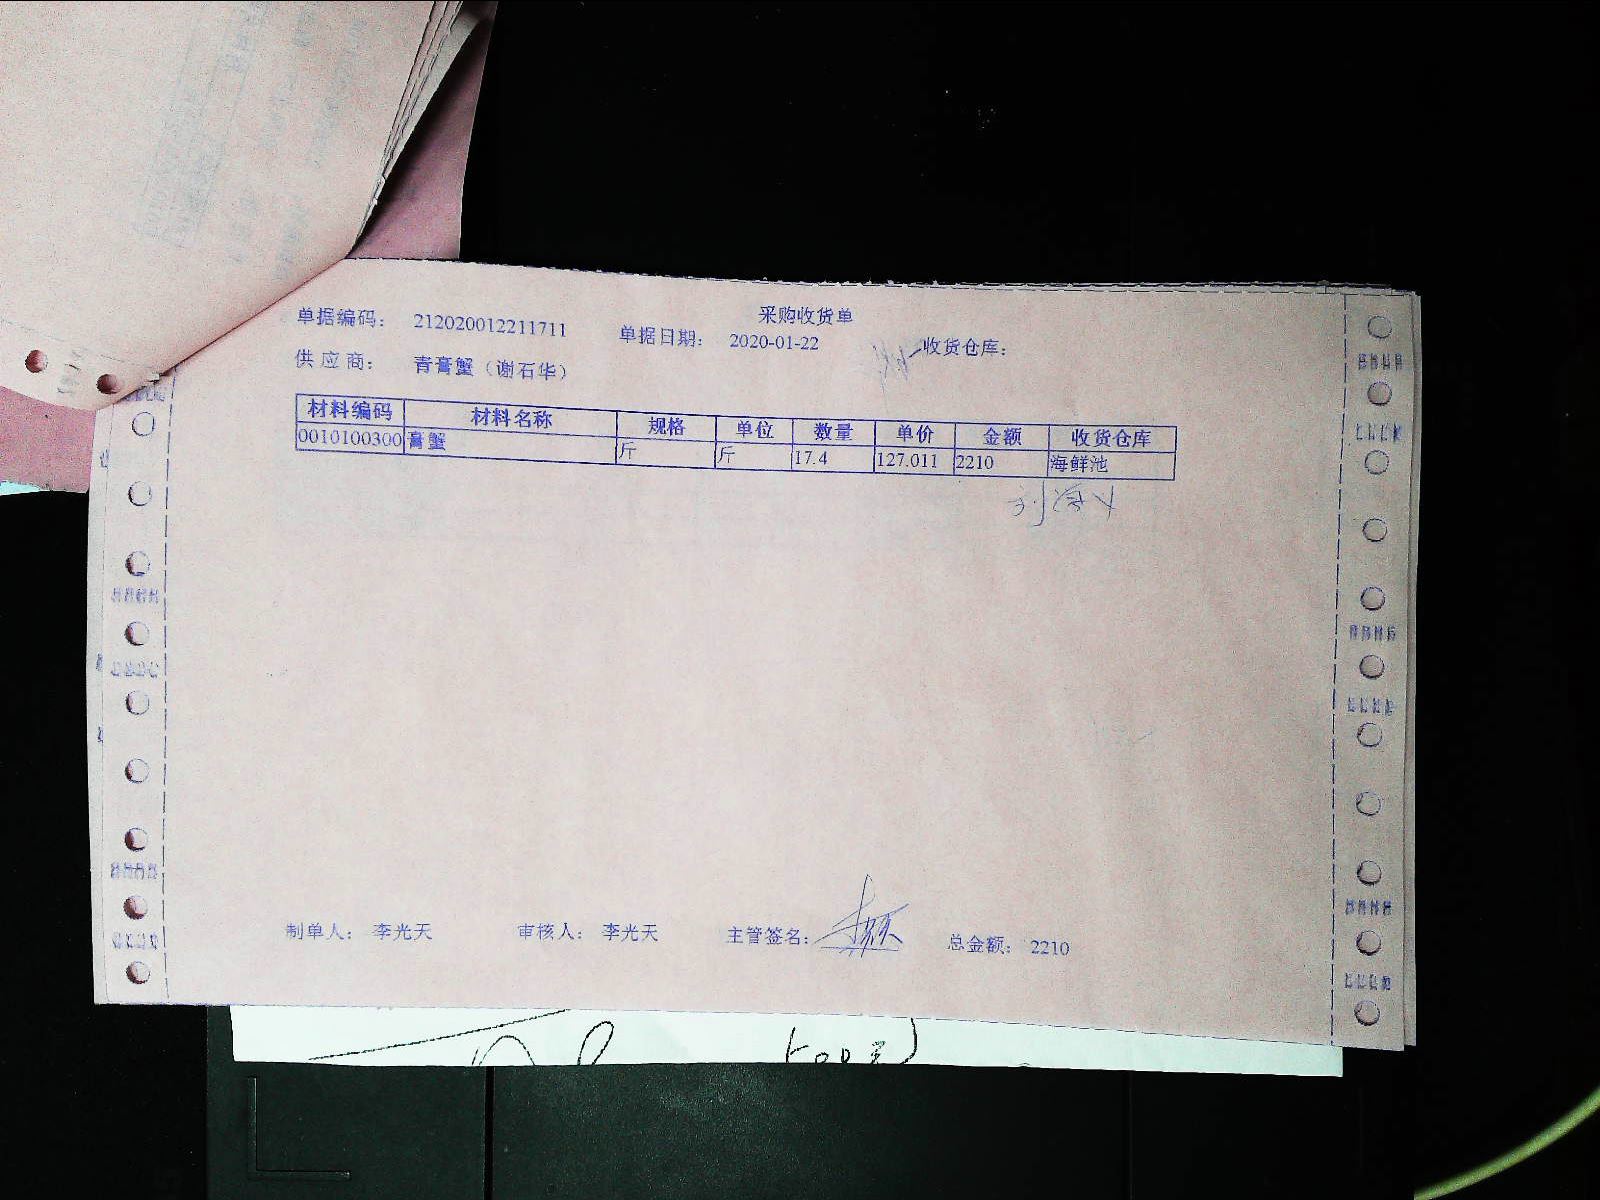 采购收货单
单据编码： 212020012211711 单据日期： 2020-01-22 收货仓库：
供应商： 青膏蟹（谢石华）
材料编码 材料名称 规格 单位 数量 单价 金额 收货仓库
0010100300 膏蟹 斤 斤 17.4 127.011 2210 海鲜池
制单人： 李光天 审核人： 李光天 主管签名： 总金额： 2210